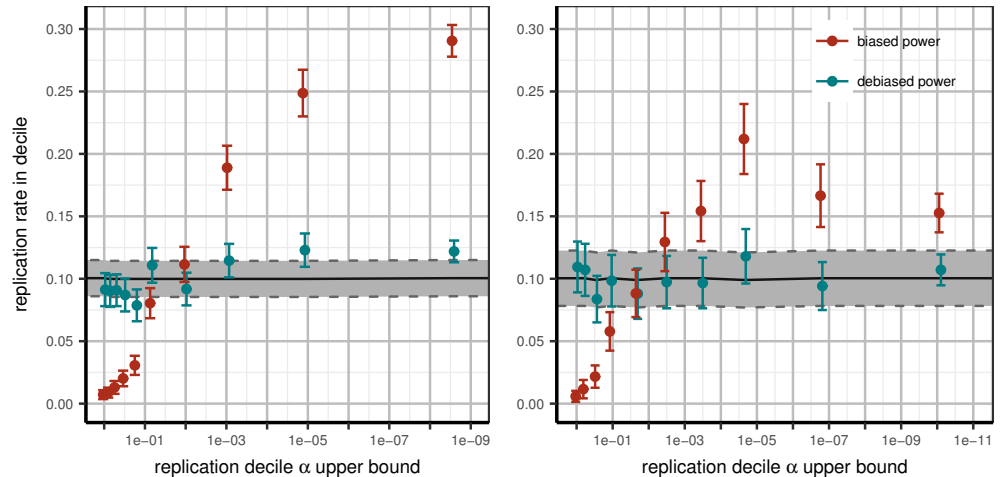 replication rate in decile
0.30
0.25
0.20
0.15
0.10
0.05
0.00
1e-01
1e-03
1e-05
1e-07
1e-09
replication decile α upper bound
biased power
debiased power
0.30
0.25
0.20
0.15
0.10
0.05
0.00
1e-01
1e-03
1e-05
1e-07
1e-09
1e-11
replication decile α upper bound